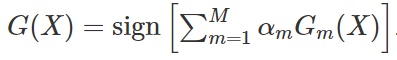 G(X) = sign [∑_{m=1}^{M} α_m G_m(X)].